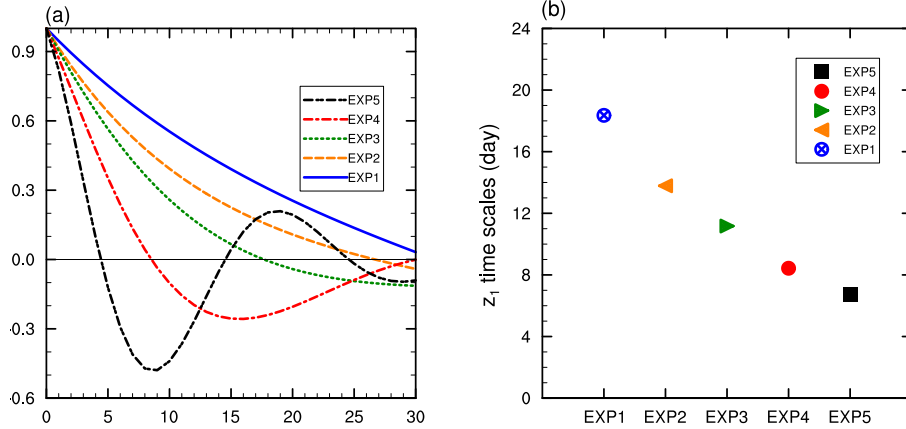 (a)
0.9
0.6
0.3
0.0
0.3
0.6
0
5
10
15
20
25
30
EXP5
EXP4
EXP3
EXP2
EXP1
(b)
z1 time scales (day)
24
20
16
12
8
4
0
EXP1
EXP2
EXP3
EXP4
EXP5
EXP5
EXP4
EXP3
EXP2
EXP1